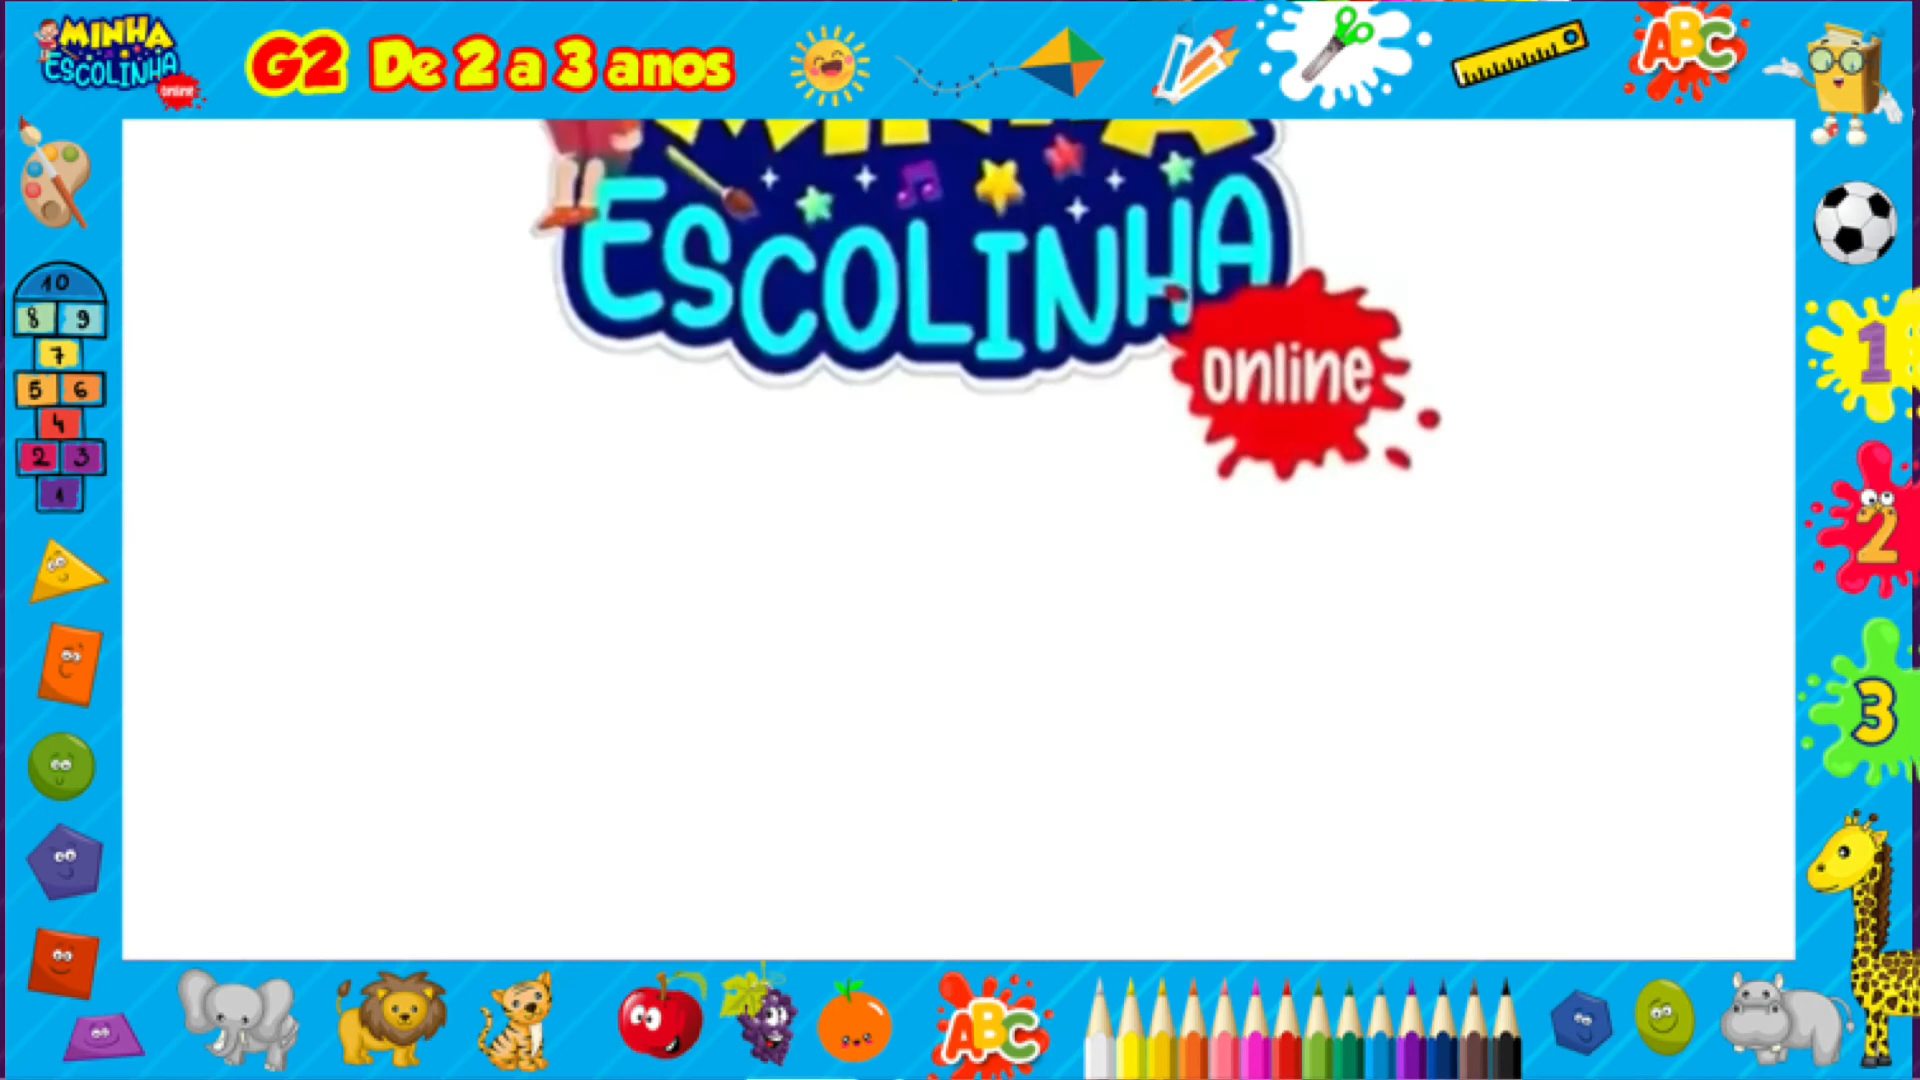 MINHA
ESCOLINHA
online
G2 De 2 a 3 anos
ABC
10
8 9
7
5 6
4
2 3
1
MINHA
ESCOLINHA
online
1
2
3
ABC